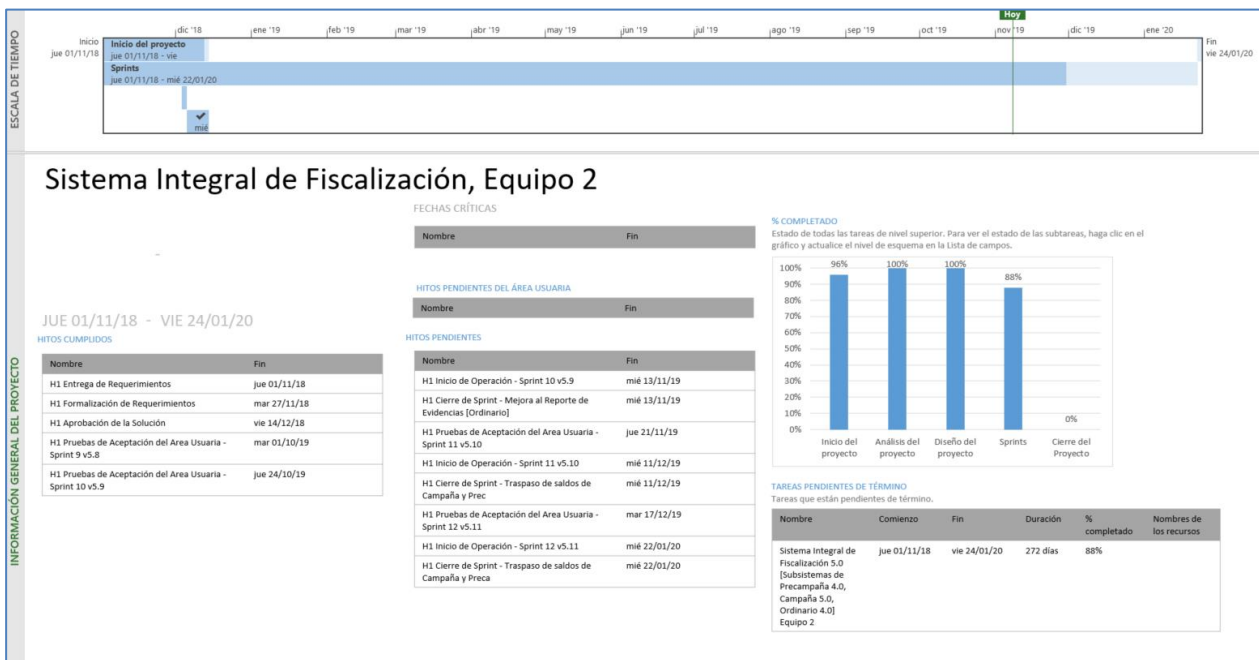 ESCALA DE TIEMPO
Hoy
dic '18
ene '19
feb '19
mar '19
abr '19
may '19
jun '19
jul '19
ago '19
sep '19
oct '19
nov '19
dic '19
ene '20
Inicio
jue 01/11/18
Inicio del proyecto
jue 01/11/18 - vie
Sprints
jue 01/11/18 - mié 22/01/20
mié
Fin
vie 24/01/20
INFORMACIÓN GENERAL DEL PROYECTO
Sistema Integral de Fiscalización, Equipo 2
JUE 01/11/18 - VIE 24/01/20
HITOS CUMPLIDOS
Nombre Fin
H1 Entrega de Requerimientos jue 01/11/18
H1 Formalización de Requerimientos mar 27/11/18
H1 Aprobación de la Solución vie 14/12/18
H1 Pruebas de Aceptación del Area Usuaria - mar 01/10/19
Sprint 9 v5.8
H1 Pruebas de Aceptación del Area Usuaria - jue 24/10/19
Sprint 10 v5.9
FECHAS CRÍTICAS
Nombre Fin
HITOS PENDIENTES DEL ÁREA USUARIA
Nombre Fin
HITOS PENDIENTES
Nombre Fin
H1 Inicio de Operación - Sprint 10 v5.9 mié 13/11/19
H1 Cierre de Sprint - Mejora al Reporte de mié 13/11/19
Evidencias [Ordinario]
H1 Pruebas de Aceptación del Area Usuaria - jue 21/11/19
Sprint 11 v5.10
H1 Inicio de Operación - Sprint 11 v5.10 mié 11/12/19
H1 Cierre de Sprint - Traspaso de saldos de mié 11/12/19
Campaña y Prec
H1 Pruebas de Aceptación del Area Usuaria - mar 17/12/19
Sprint 12 v5.11
H1 Inicio de Operación - Sprint 12 v5.11 mié 22/01/20
H1 Cierre de Sprint - Traspaso de saldos de mié 22/01/20
Campaña y Preca
% COMPLETADO
Estado de todas las tareas de nivel superior. Para ver el estado de las subtareas, haga clic en el
gráfico y actualice el nivel de esquema en la Lista de campos.
100%
90%
80%
70%
60%
50%
40%
30%
20%
10%
0%
96%
100%
100%
88%
0%
Inicio del proyecto
Análisis del proyecto
Diseño del proyecto
Sprints
Cierre del Proyecto
TAREAS PENDIENTES DE TÉRMINO
Tareas que están pendientes de término.
Nombre Comienzo Fin Duración % completado Nombres de los recursos
Sistema Integral de jue 01/11/18 vie 24/01/20 272 días 88%
Fiscalización 5.0
[Subsistemas de
Precampaña 4.0,
Campaña 5.0,
Ordinario 4.0]
Equipo 2